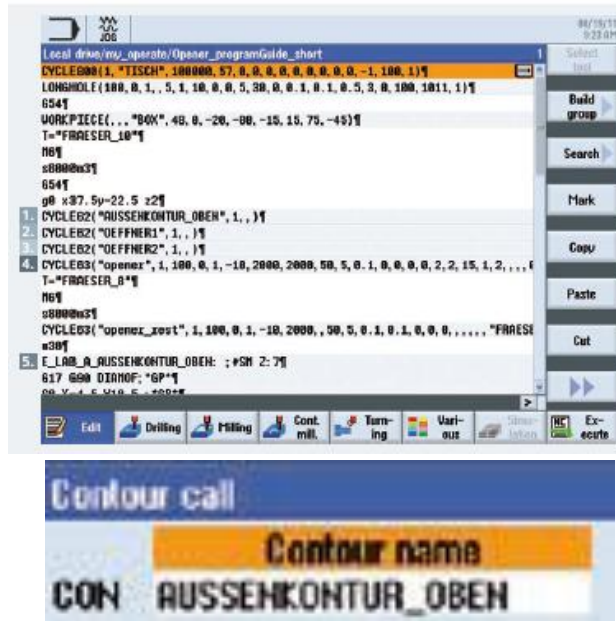 JOG
08/19/11
9:23 AM
Local drive/my_operate/Opener_programGuide_short 1
Select tool
CYCLE800(1,"TISCH",100000,57,0,0,0,0,0,0,0,0,0,-1,100,1)¶
LONGHOLE(100,0,1,,5,1,10,0,0,5,30,0,0.1,0.1,0.5,3,0,100,1011,1)¶
G54¶
Build group
WORKPIECE(,,,"BOX",48,0,-20,-80,-15,15,75,-45)¶
T="FRAESER_10"¶
M6¶
Search
s8000m3¶
G54¶
g0 x37.5y-22.5 z2¶
Mark
1. CYCLE62("AUSSENKONTUR_OBEN",1,,)¶
2. CYCLE62("OEFFNER1",1,,)¶
3. CYCLE62("OEFFNER2",1,,)¶
Copy
4. CYCLE63("opener",1,100,0,1,-10,2000,2000,50,5,0.1,0,0,0,0,2,2,15,1,2,,,,
T="FRAESER_8"¶
M6¶
Paste
s8000m3¶
CYCLE63("opener_rest",1,100,0,1,-10,2000,,50,5,0.1,0.1,0,0,0,,,,,,"FRAESE
m30¶
Cut
5. E_LAB_A_AUSSENKONTUR_OBEN: ;#SM Z:7¶
G17 G90 DIAMOF;*GP*¶
Edit
Drilling
Milling
Cont. mill.
Turn- ing
Vari- ous
Simu- lation
NC Ex- ecute
Contour call
Contour name
CON AUSSENKONTUR_OBEN